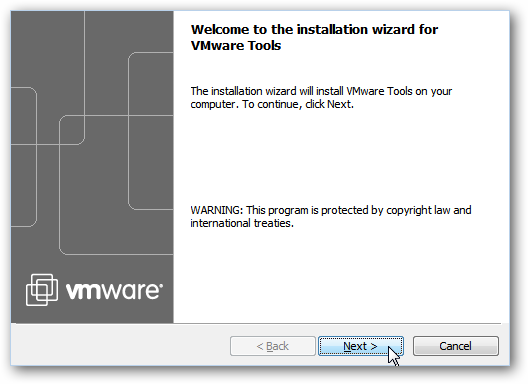 Welcome to the installation wizard for
VMware Tools
The installation wizard will install VMware Tools on your
computer. To continue, click Next.
WARNING: This program is protected by copyright law and
international treaties.
vmware®
< Back
Next >
Cancel